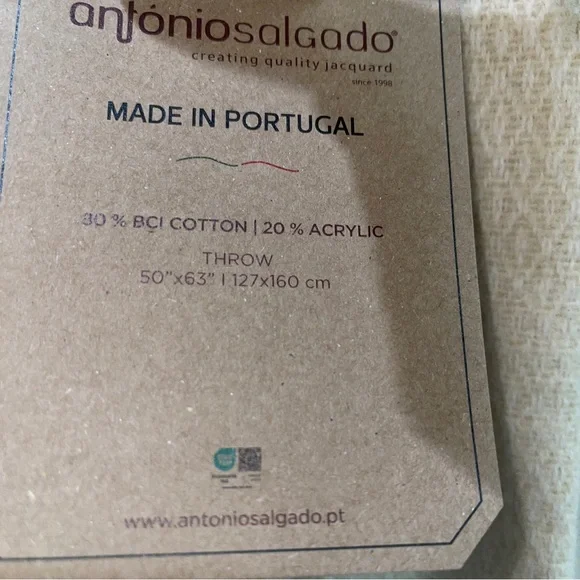 antóniosalgado®
creating quality jacquard
since 1998
MADE IN PORTUGAL
80 % BCI COTTON | 20 % ACRYLIC
THROW
50”x63” | 127x160 cm
www.antoniosalgado.pt